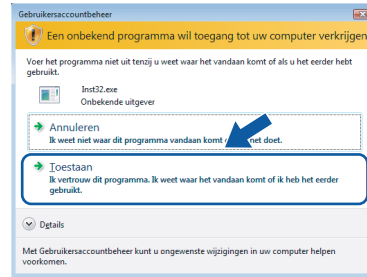 Gebruikersaccountbeheer
Een onbekend programma wil toegang tot uw computer verkrijgen
Voer het programma niet uit tenzij u weet waar het vandaan komt of als u het eerder hebt
gebruikt.
Inst32.exe
Onbekende uitgever
Annuleren
Ik weet niet waar dit programma vandaan komt net doet.
Toestaan
Ik vertrouw dit programma. Ik weet waar het vandaan komt of ik heb het eerder
gebruikt.
Details
Met Gebruikersaccountbeheer kunt u ongewenste wijzigingen in uw computer helpen
voorkomen.